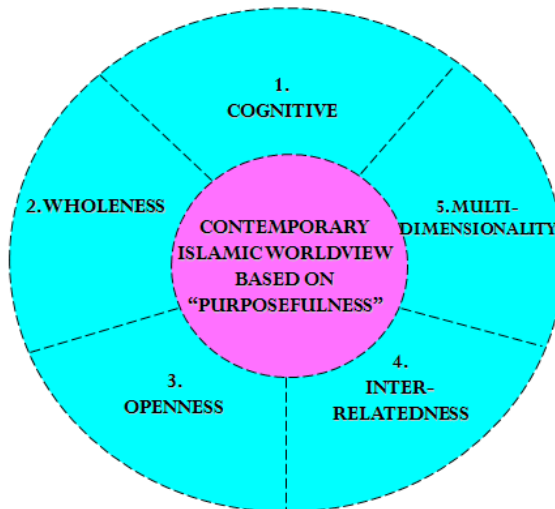 1.
COGNITIVE
2. WHOLENESS
3.
OPENNESS
4.
INTER-
RELATEDNESS
5. MULTI-
DIMENSIONALITY
CONTEMPORARY
ISLAMIC WORLDVIEW
BASED ON
“PURPOSEFULNESS”